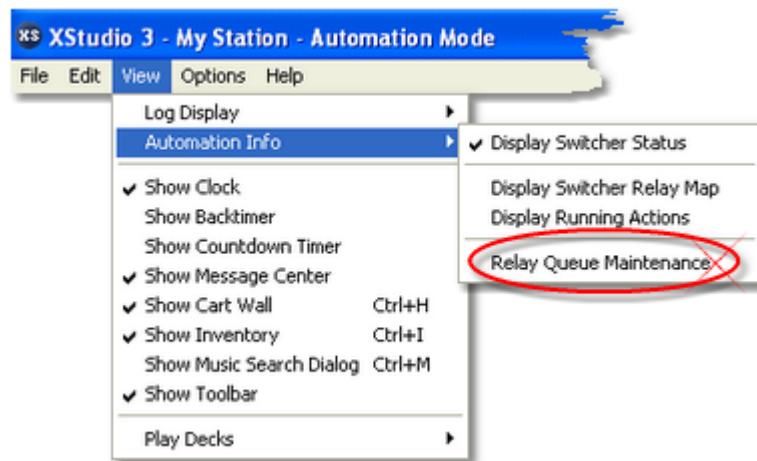 XS XStudio 3 - My Station - Automation Mode
File Edit View Options Help
Log Display
Automation Info
Show Clock
Show Backtimer
Show Countdown Timer
Show Message Center
Show Cart Wall Ctrl+H
Show Inventory Ctrl+I
Show Music Search Dialog Ctrl+M
Show Toolbar
Play Decks
Display Switcher Status
Display Switcher Relay Map
Display Running Actions
Relay Queue Maintenance